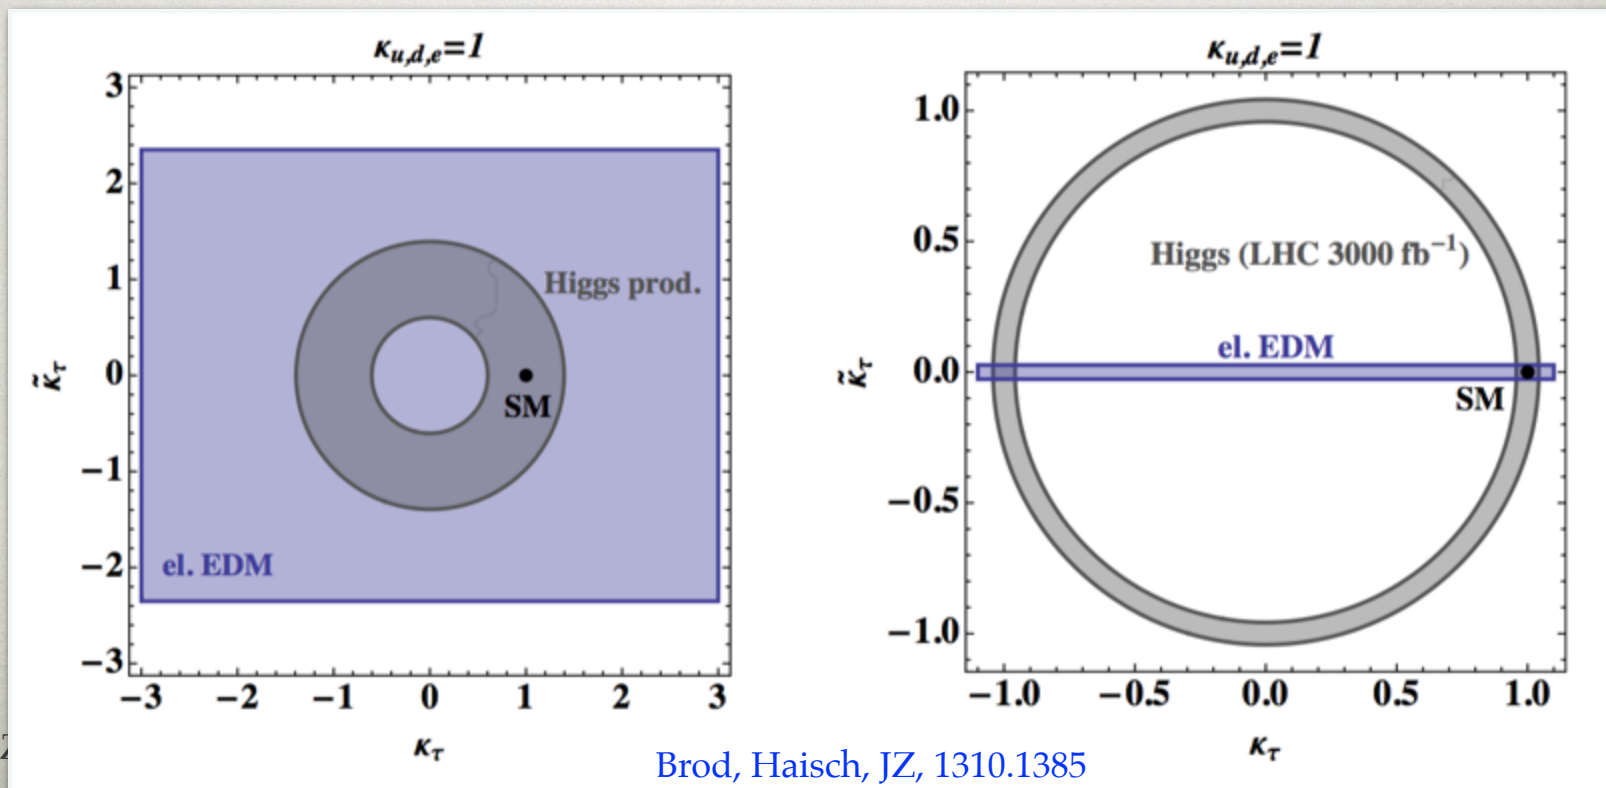 κu,d,e=1
3
2
1
0
−1
−2
−3
κ̃τ
Higgs prod.
SM
el. EDM
−3 −2 −1 0 1 2 3
κτ
κu,d,e=1
1.0
0.5
0.0
−0.5
−1.0
κ̃τ
Higgs (LHC 3000 fb−1)
el. EDM
SM
−1.0 −0.5 0.0 0.5 1.0
κτ
Brod, Haisch, JZ, 1310.1385